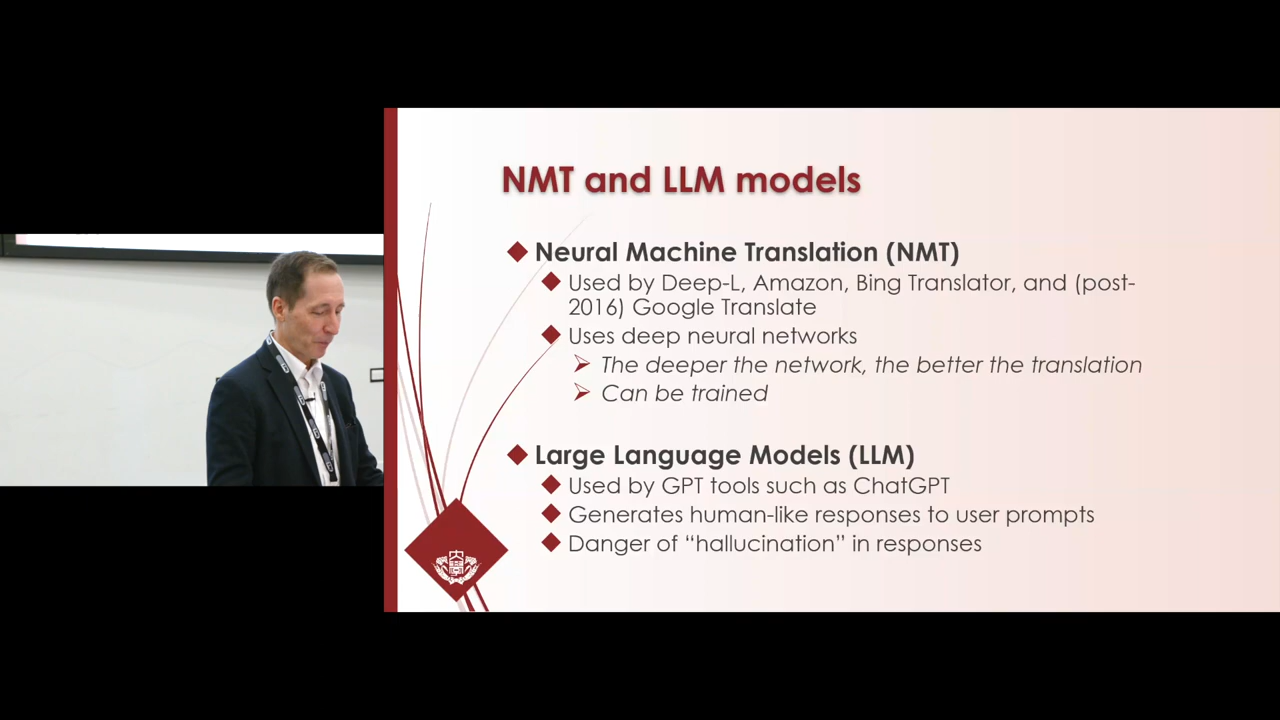 NMT and LLM models
Neural Machine Translation (NMT)
Used by Deep-L, Amazon, Bing Translator, and (post-
2016) Google Translate
Uses deep neural networks
The deeper the network, the better the translation
Can be trained
Large Language Models (LLM)
Used by GPT tools such as ChatGPT
Generates human-like responses to user prompts
Danger of “hallucination” in responses